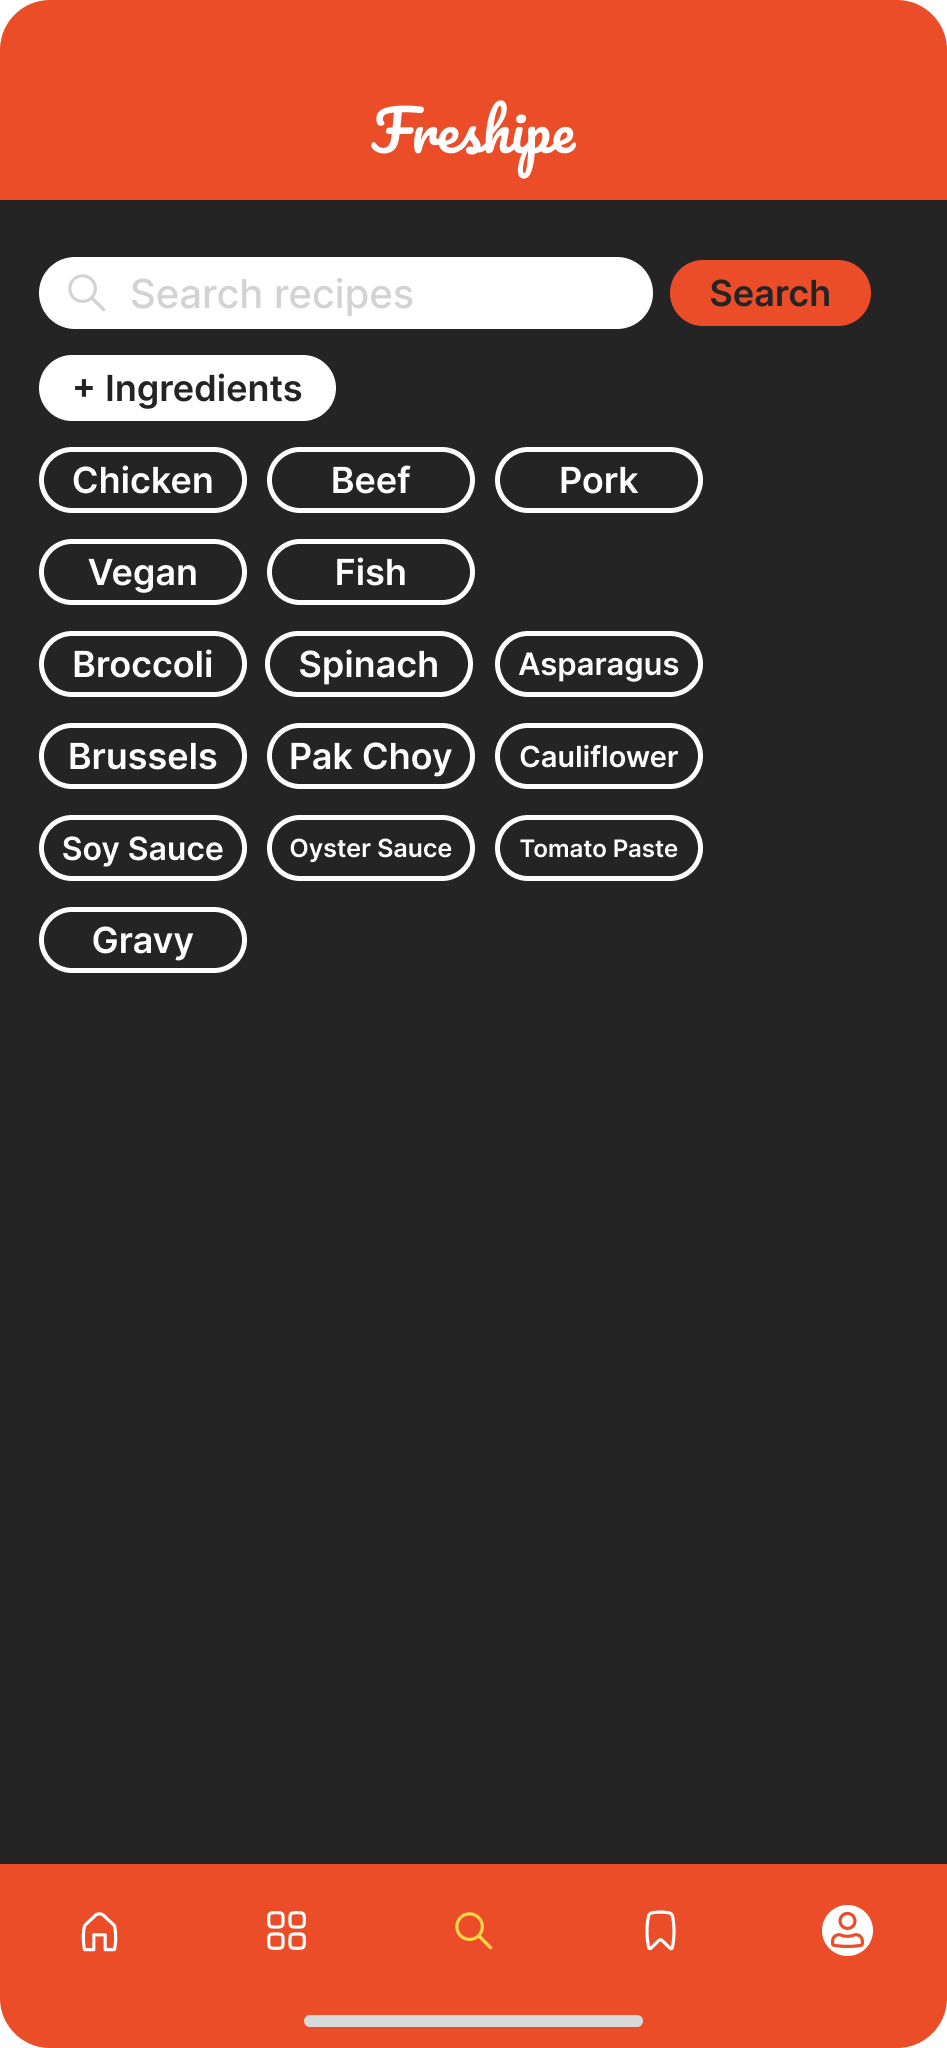 Freshipe
Search recipes
Search
+ Ingredients
Chicken
Beef
Pork
Vegan
Fish
Broccoli
Spinach
Asparagus
Brussels
Pak Choy
Cauliflower
Soy Sauce
Oyster Sauce
Tomato Paste
Gravy